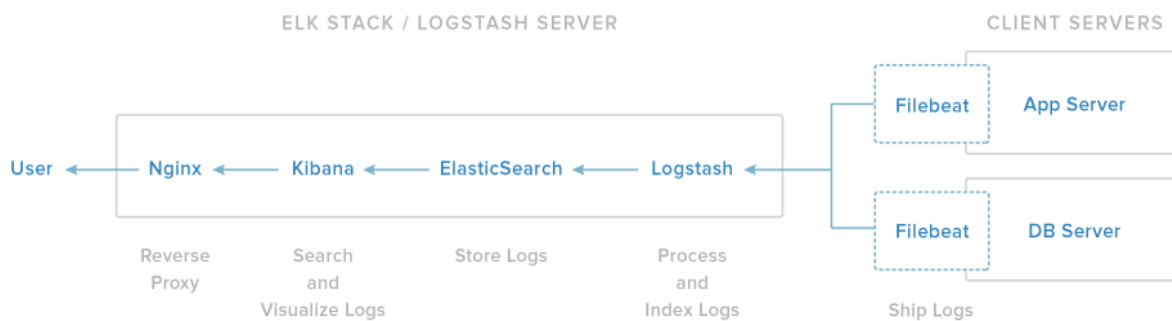 ELK STACK / LOGSTASH SERVER
CLIENT SERVERS
Filebeat
App Server
User
Nginx
Kibana
ElasticSearch
Logstash
Filebeat
DB Server
Reverse
Proxy
Search
and
Visualize Logs
Store Logs
Process
and
Index Logs
Ship Logs